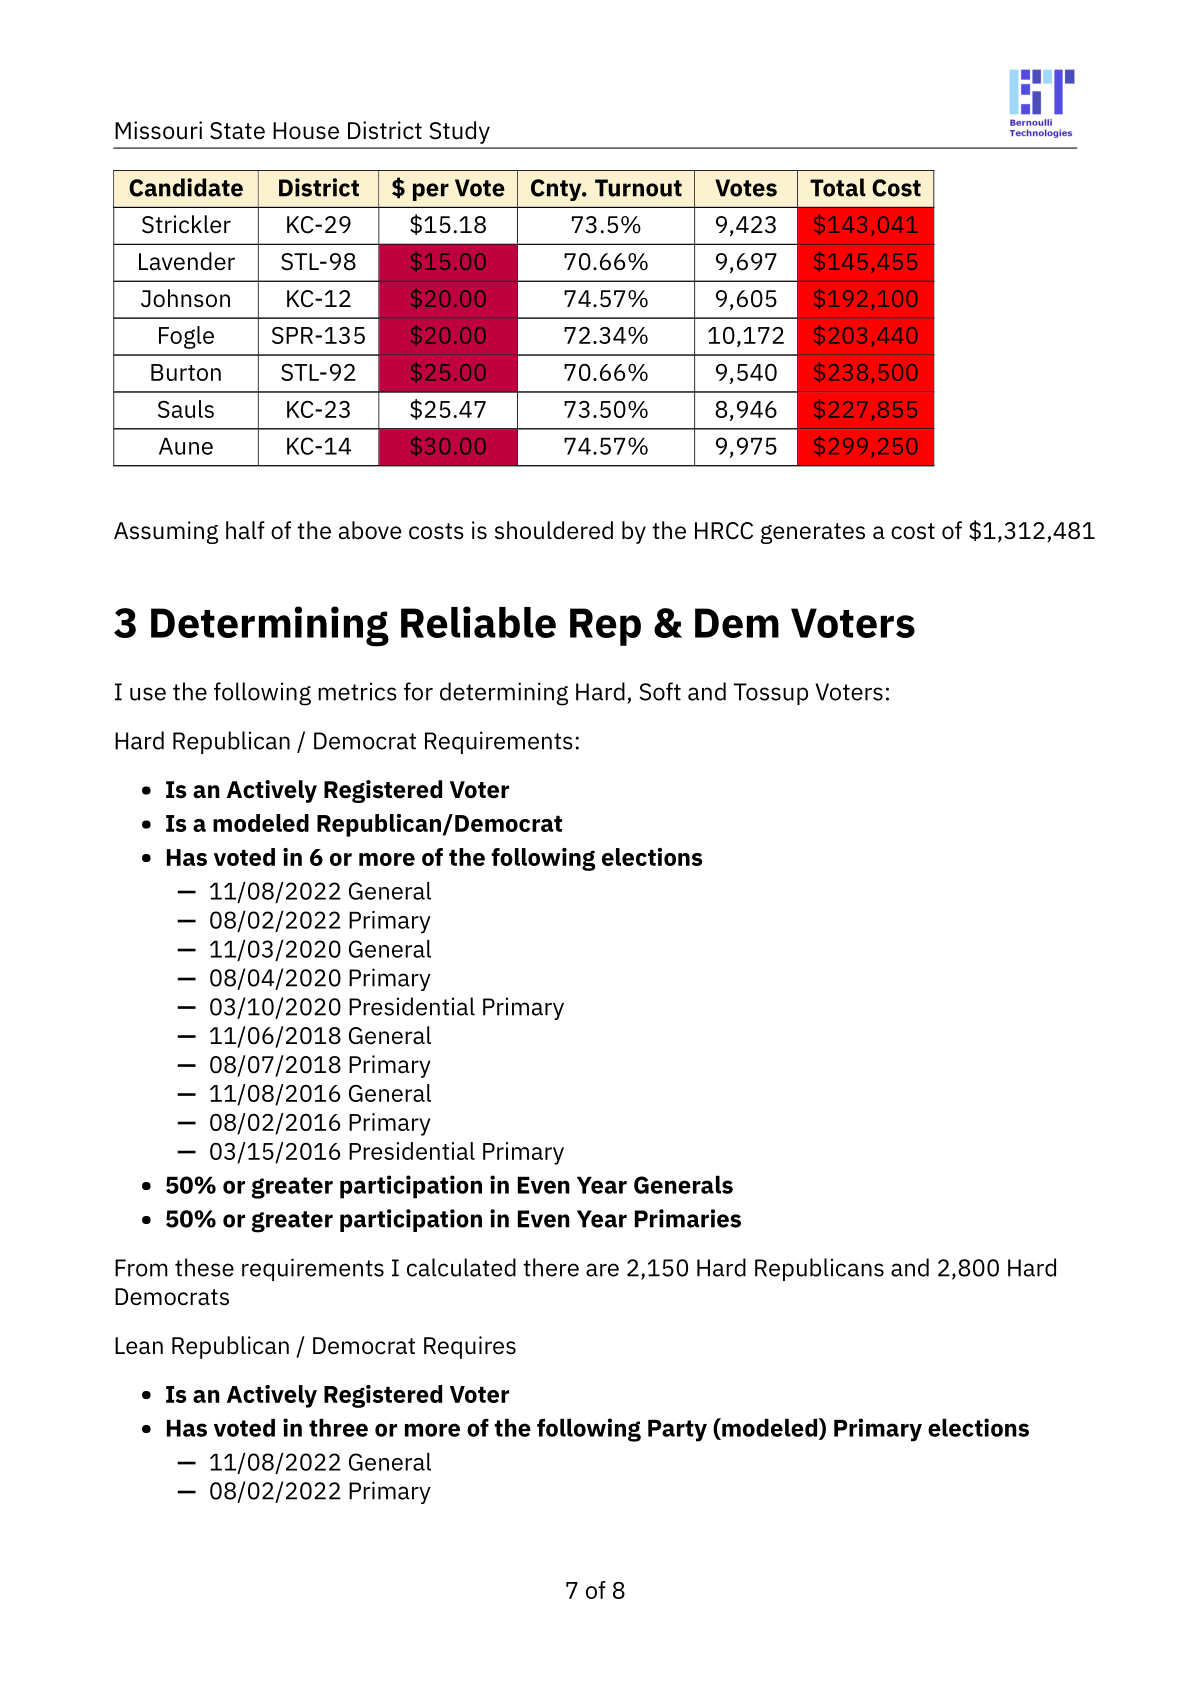 Bernoulli
Technologies
Missouri State House District Study
Candidate District $ per Vote Cnty. Turnout Votes Total Cost
Strickler KC-29 $15.18 73.5% 9,423 $143,041
Lavender STL-98 $15.00 70.66% 9,697 $145,455
Johnson KC-12 $20.00 74.57% 9,605 $192,100
Fogle SPR-135 $20.00 72.34% 10,172 $203,440
Burton STL-92 $25.00 70.66% 9,540 $238,500
Sauls KC-23 $25.47 73.50% 8,946 $227,855
Aune KC-14 $30.00 74.57% 9,975 $299,250
Assuming half of the above costs is shouldered by the HRCC generates a cost of $1,312,481
3 Determining Reliable Rep & Dem Voters
I use the following metrics for determining Hard, Soft and Tossup Voters:
Hard Republican / Democrat Requirements:
• Is an Actively Registered Voter
• Is a modeled Republican/Democrat
• Has voted in 6 or more of the following elections
— 11/08/2022 General
— 08/02/2022 Primary
— 11/03/2020 General
— 08/04/2020 Primary
— 03/10/2020 Presidential Primary
— 11/06/2018 General
— 08/07/2018 Primary
— 11/08/2016 General
— 08/02/2016 Primary
— 03/15/2016 Presidential Primary
• 50% or greater participation in Even Year Generals
• 50% or greater participation in Even Year Primaries
From these requirements I calculated there are 2,150 Hard Republicans and 2,800 Hard
Democrats
Lean Republican / Democrat Requires
• Is an Actively Registered Voter
• Has voted in three or more of the following Party (modeled) Primary elections
— 11/08/2022 General
— 08/02/2022 Primary
7 of 8